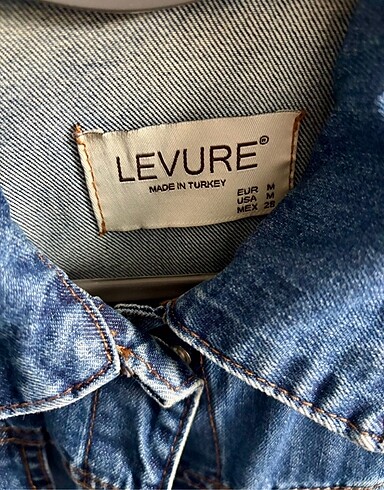 LEVURE®
MADE IN TURKEY
EUR M
USA M
MEX 28